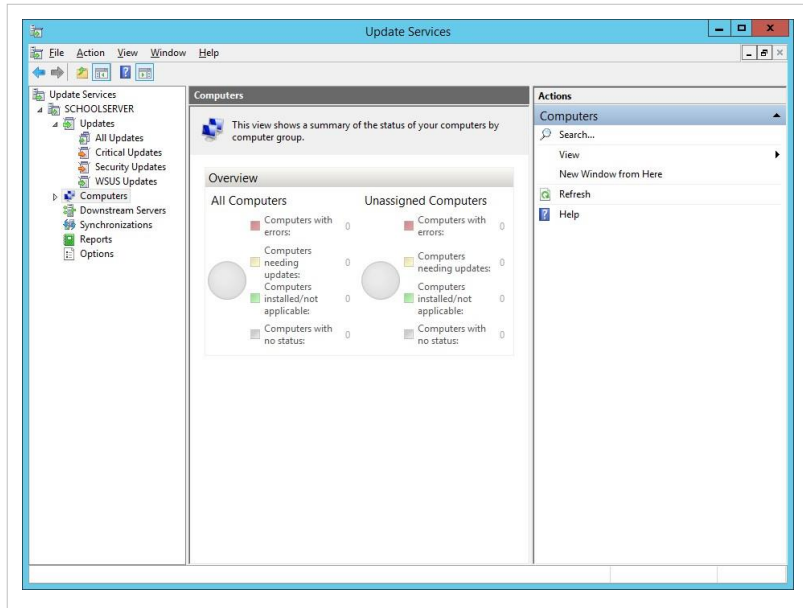 Update Services
File Action View Window Help
Update Services
SCHOOLSERVER
Updates
All Updates
Critical Updates
Security Updates
WSUS Updates
Computers
Downstream Servers
Synchronizations
Reports
Options
Computers
This view shows a summary of the status of your computers by
computer group.
Overview
All Computers
Computers with
errors:
0
Computers
needing
updates:
0
Computers
installed/not
applicable:
0
Computers with
no status:
0
Unassigned Computers
Computers with
errors:
0
Computers
needing updates:
0
Computers
installed/not
applicable:
0
Computers with
no status:
0
Actions
Computers
Search...
View
New Window from Here
Refresh
Help